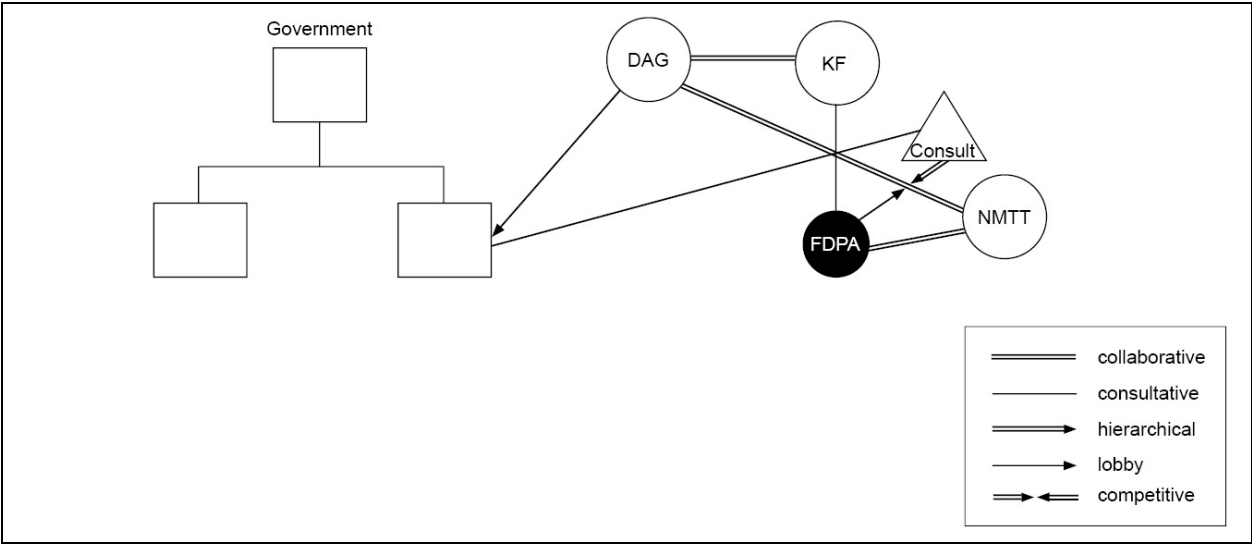 Government
DAG
KF
Consult
NMTT
FDPA
collaborative
consultative
hierarchical
lobby
competitive